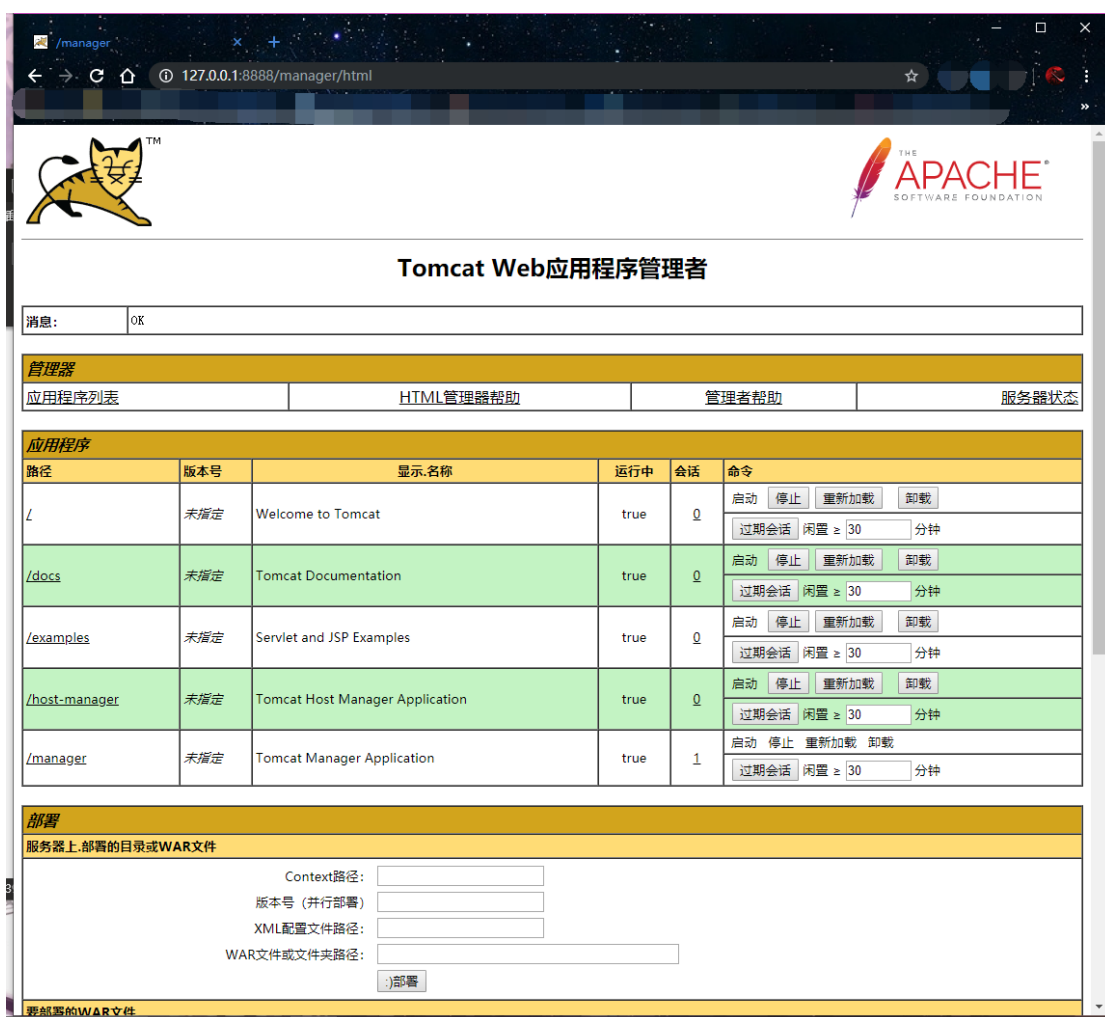 /manager
127.0.0.1:8888/manager/html
TM
THE
APACHE®
SOFTWARE FOUNDATION
Tomcat Web应用程序管理者
消息: OK
管理器
应用程序列表 HTML管理器帮助 管理者帮助 服务器状态
应用程序
路径 版本号 显示.名称 运行中 会话 命令
/ 未指定 Welcome to Tomcat true 0 启动 停止 重新加载 卸载
过期会话 闲置 ≥ 30 分钟
/docs 未指定 Tomcat Documentation true 0 启动 停止 重新加载 卸载
过期会话 闲置 ≥ 30 分钟
/examples 未指定 Servlet and JSP Examples true 0 启动 停止 重新加载 卸载
过期会话 闲置 ≥ 30 分钟
/host-manager 未指定 Tomcat Host Manager Application true 0 启动 停止 重新加载 卸载
过期会话 闲置 ≥ 30 分钟
/manager 未指定 Tomcat Manager Application true 1 启动 停止 重新加载 卸载
过期会话 闲置 ≥ 30 分钟
部署
服务器上.部署的目录或WAR文件
Context路径:
版本号（并行部署）
XML配置文件路径:
WAR文件或文件夹路径:
:)部署
要部署的WAR文件